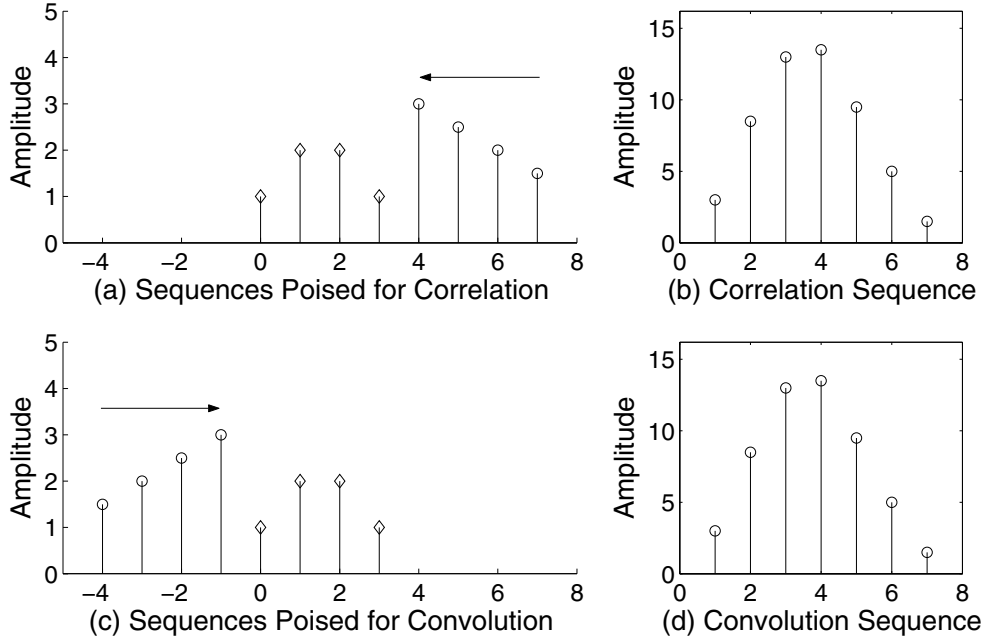 5
4
3
2
1
0
Amplitude
−4 −2 0 2 4 6 8
(a) Sequences Poised for Correlation
15
10
5
0
Amplitude
0 2 4 6 8
(b) Correlation Sequence
5
4
3
2
1
0
Amplitude
−4 −2 0 2 4 6 8
(c) Sequences Poised for Convolution
15
10
5
0
Amplitude
0 2 4 6 8
(d) Convolution Sequence